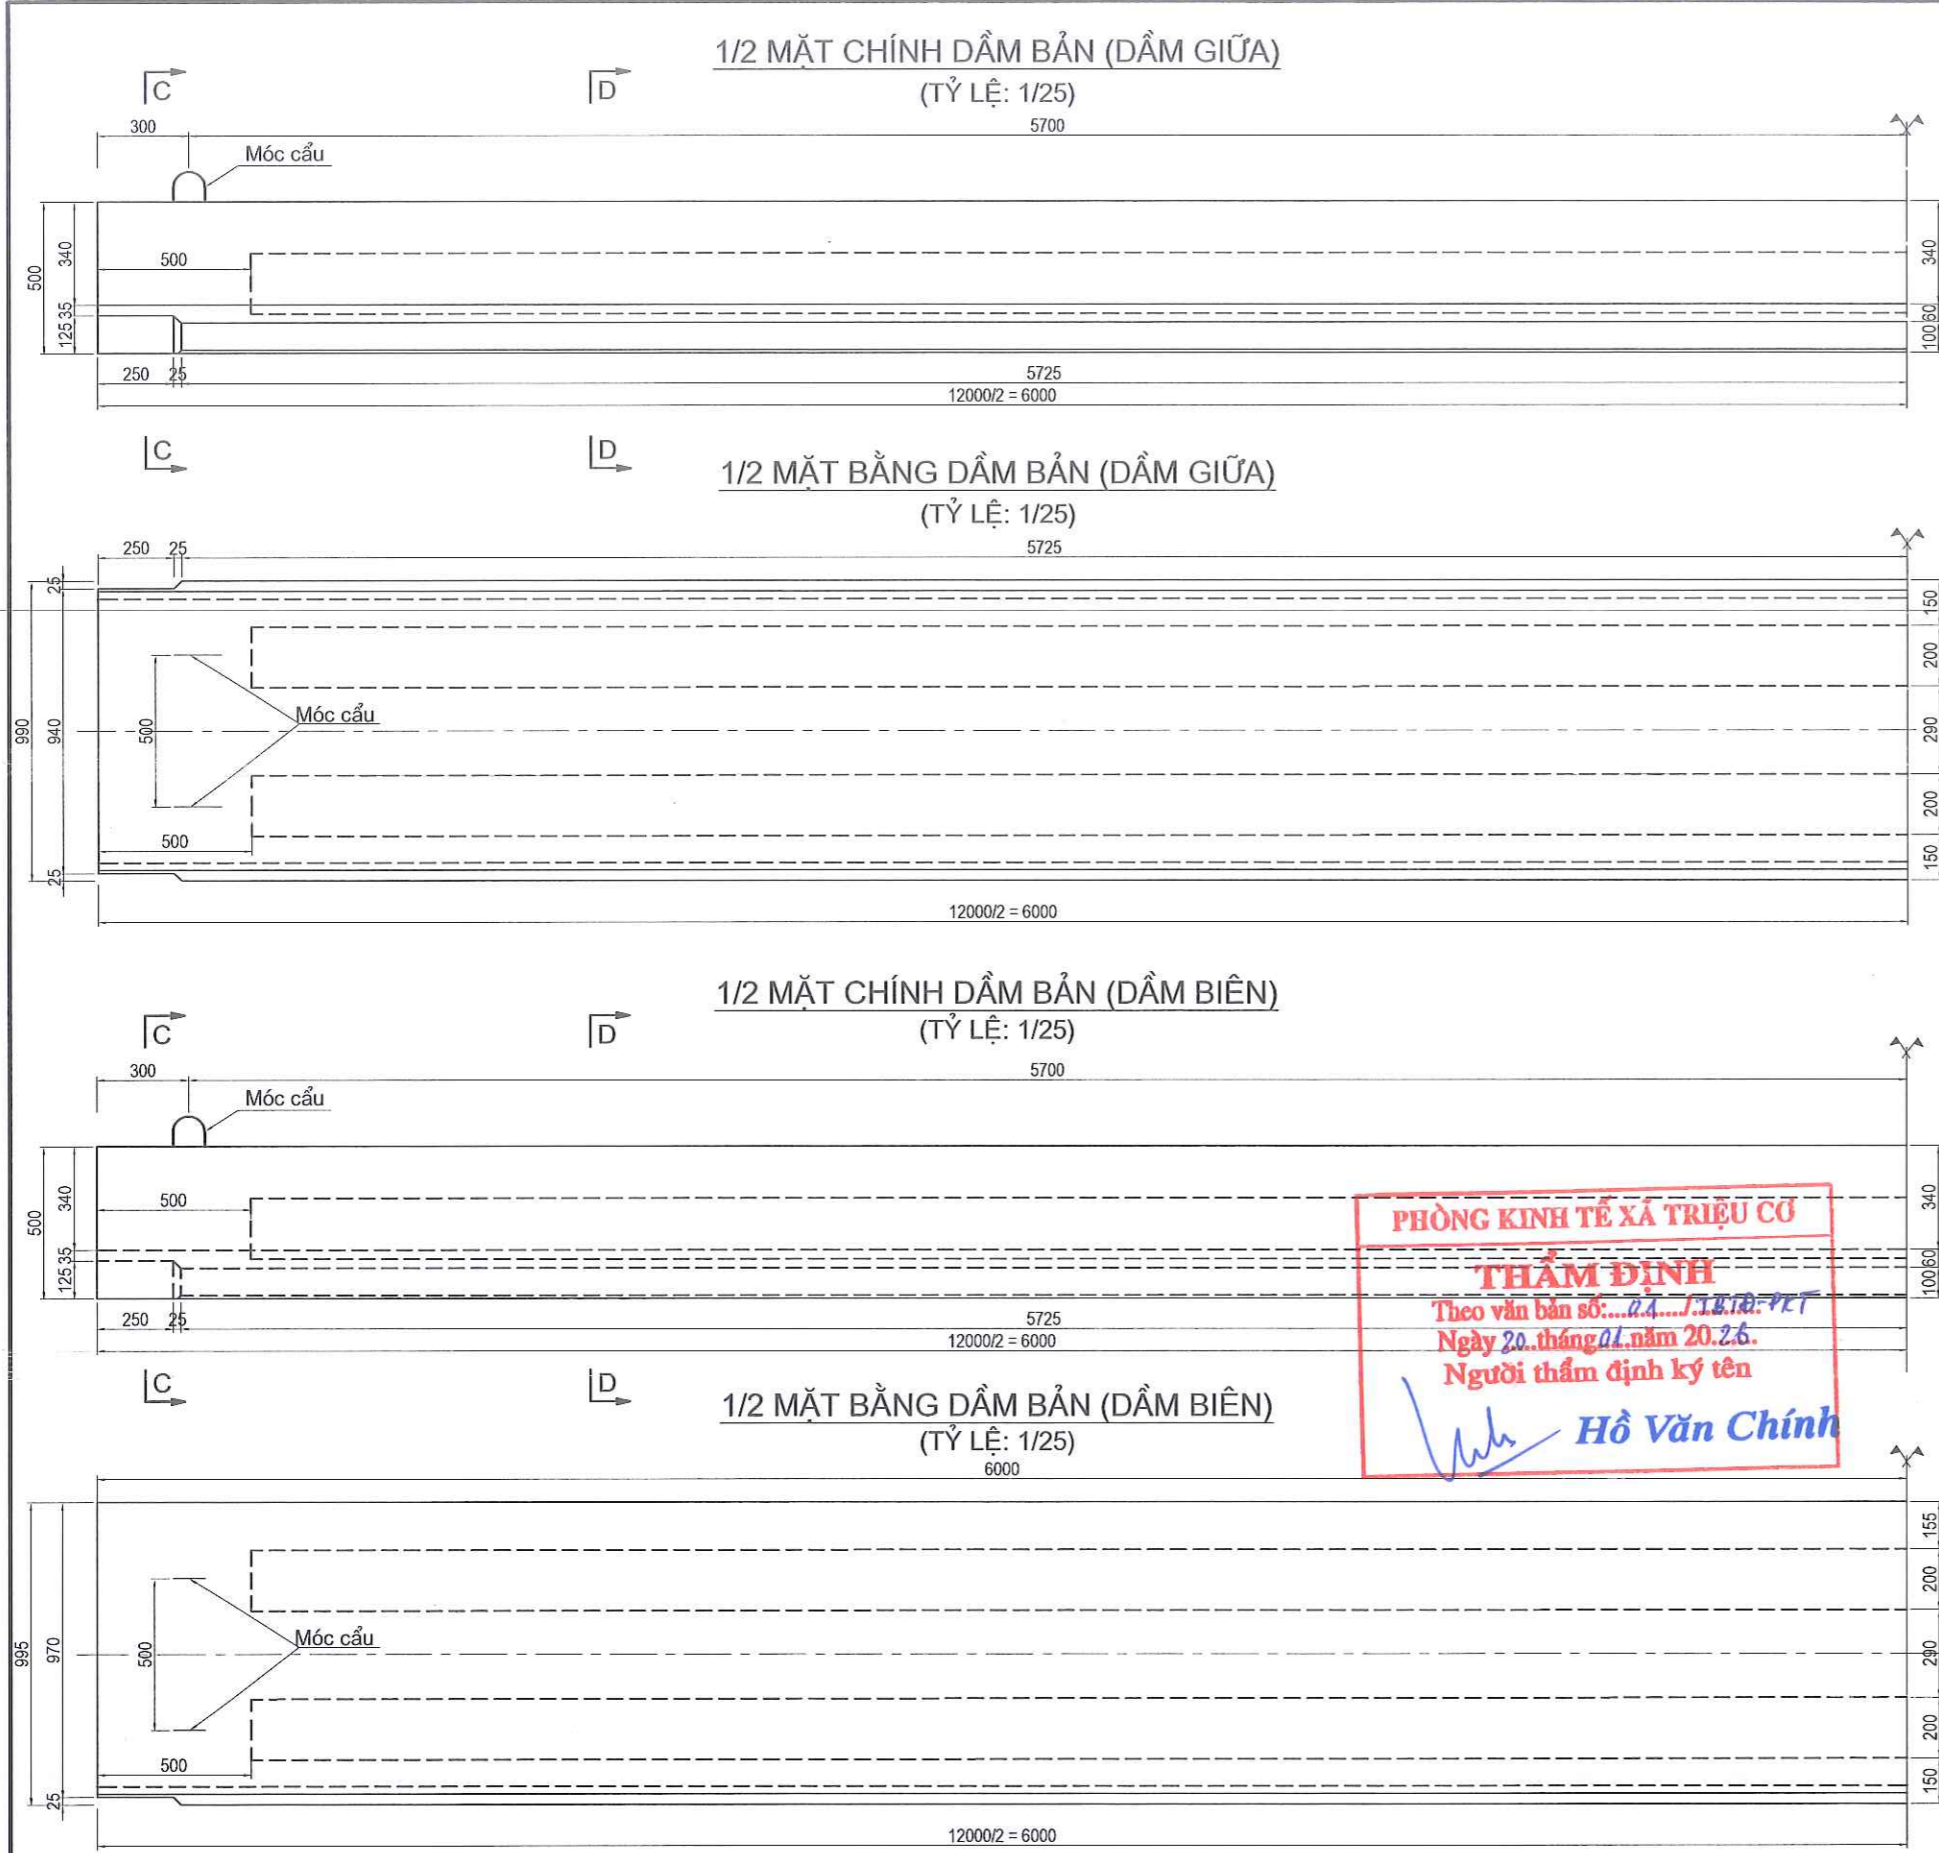 1/2 MẶT CHÍNH DẦM BẢN (DẦM GIỮA)
(TỶ LỆ: 1/25)
C
D
300
5700
Móc cẩu
500
340
35
125
500
340
60
100
250
25
5725
12000/2 = 6000
C
D
1/2 MẶT BẰNG DẦM BẢN (DẦM GIỮA)
(TỶ LỆ: 1/25)
250
25
5725
25
990
940
25
500
Móc cẩu
500
150
200
290
200
150
12000/2 = 6000
1/2 MẶT CHÍNH DẦM BẢN (DẦM BIÊN)
(TỶ LỆ: 1/25)
C
D
300
5700
Móc cẩu
500
340
35
125
500
340
60
100
250
25
5725
12000/2 = 6000
C
D
PHÒNG KINH TẾ XÃ TRIỆU CƠ
THẨM ĐỊNH
Theo văn bản số:....01..../TBTĐ-PKT
Ngày 20..tháng 01.năm 20.26.
Người thẩm định ký tên
Hồ Văn Chính
1/2 MẶT BẰNG DẦM BẢN (DẦM BIÊN)
(TỶ LỆ: 1/25)
6000
995
970
25
500
Móc cẩu
500
155
200
290
200
150
12000/2 = 6000